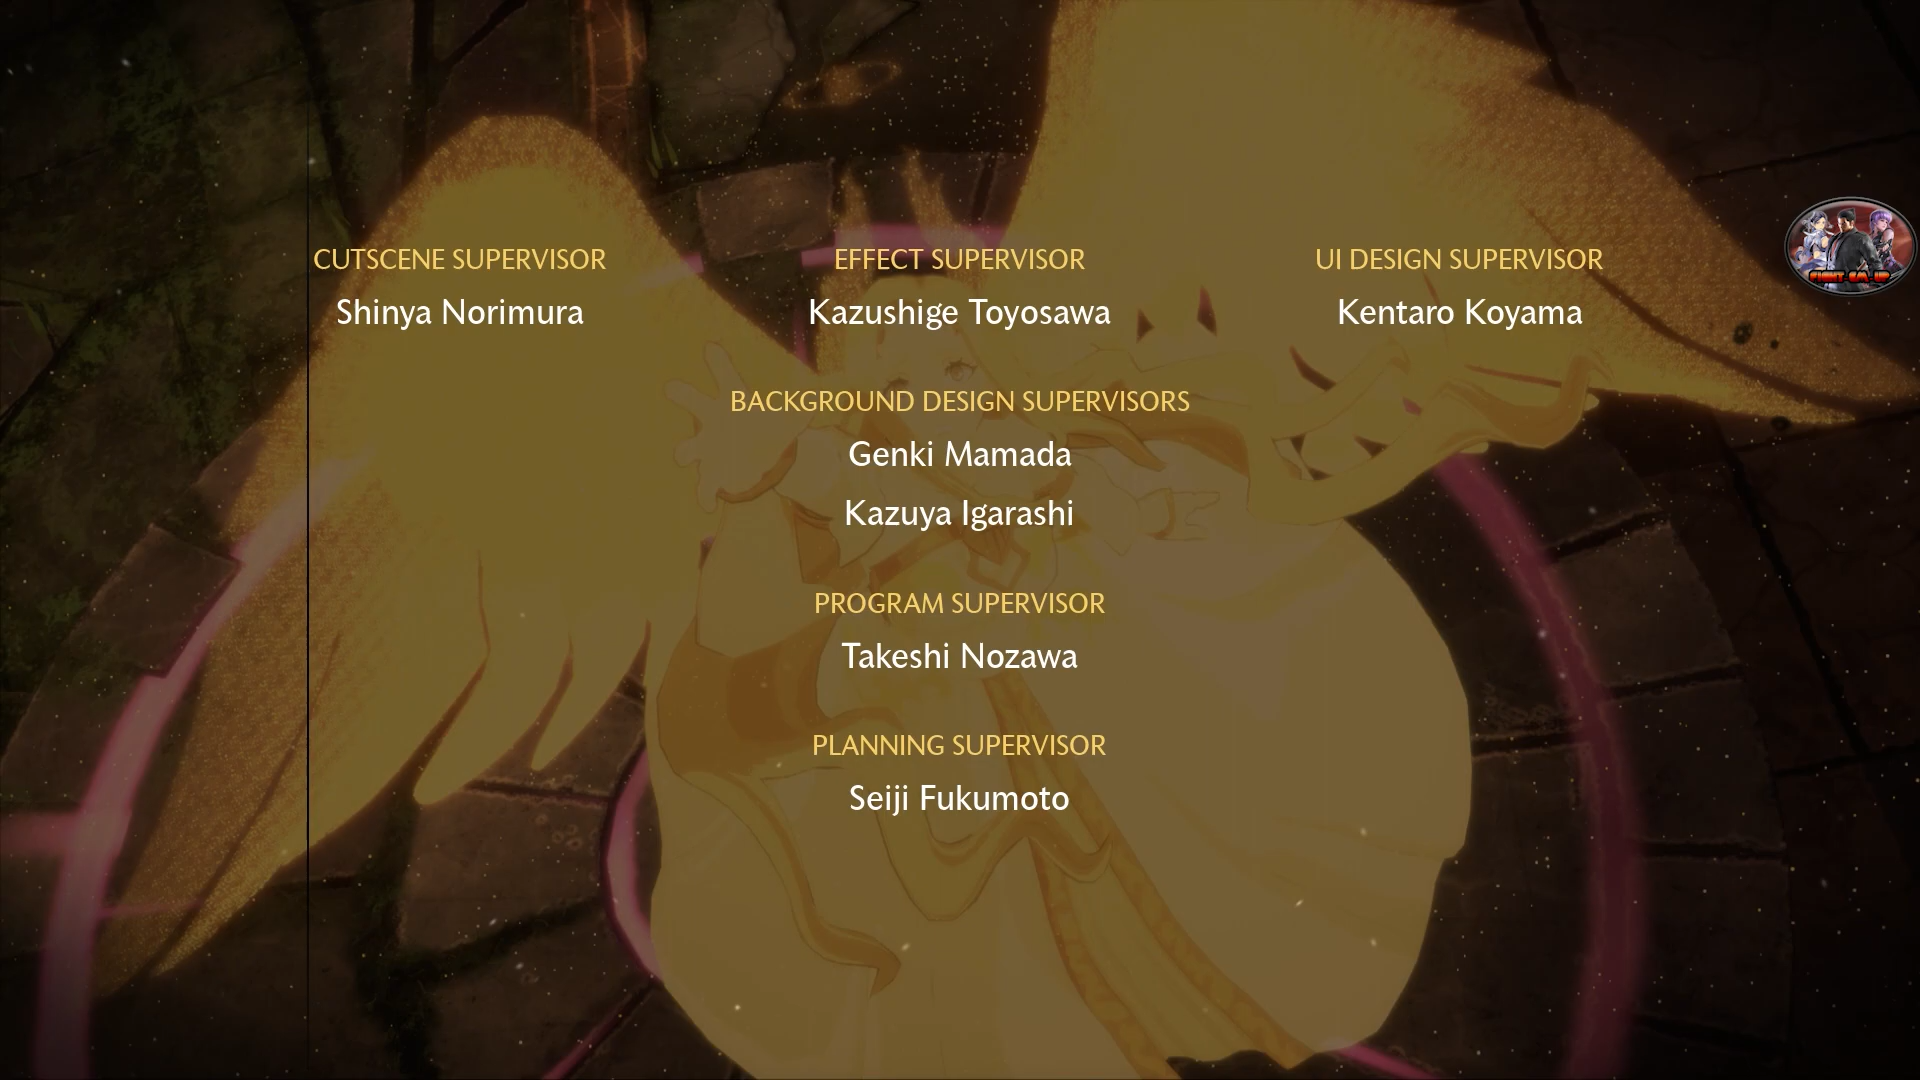 CUTSCENE SUPERVISOR
Shinya Norimura
EFFECT SUPERVISOR
Kazushige Toyosawa
UI DESIGN SUPERVISOR
Kentaro Koyama
BACKGROUND DESIGN SUPERVISORS
Genki Mamada
Kazuya Igarashi
PROGRAM SUPERVISOR
Takeshi Nozawa
PLANNING SUPERVISOR
Seiji Fukumoto